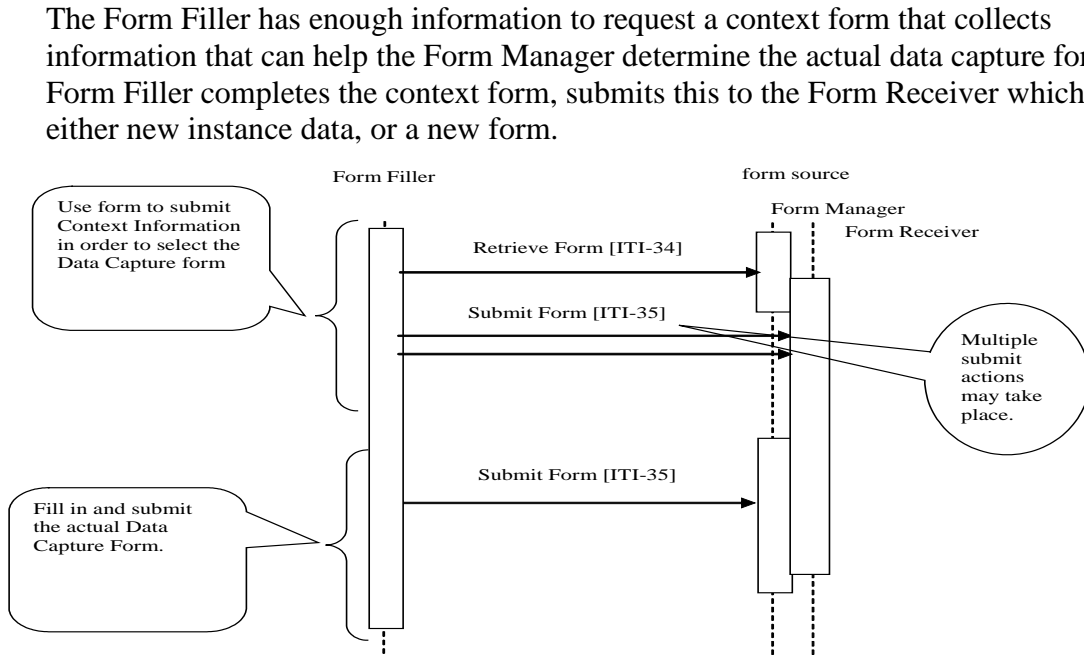 The Form Filler has enough information to request a context form that collects
information that can help the Form Manager determine the actual data capture
Form Filler completes the context form, submits this to the Form Receiver which
either new instance data, or a new form.
Form Filler
form source
Form Manager
Form Receiver
Use form to submit
Context Information
in order to select the
Data Capture form
Retrieve Form [ITI-34]
Submit Form [ITI-35]
Multiple
submit
actions
may take
place.
Submit Form [ITI-35]
Fill in and submit
the actual Data
Capture Form.